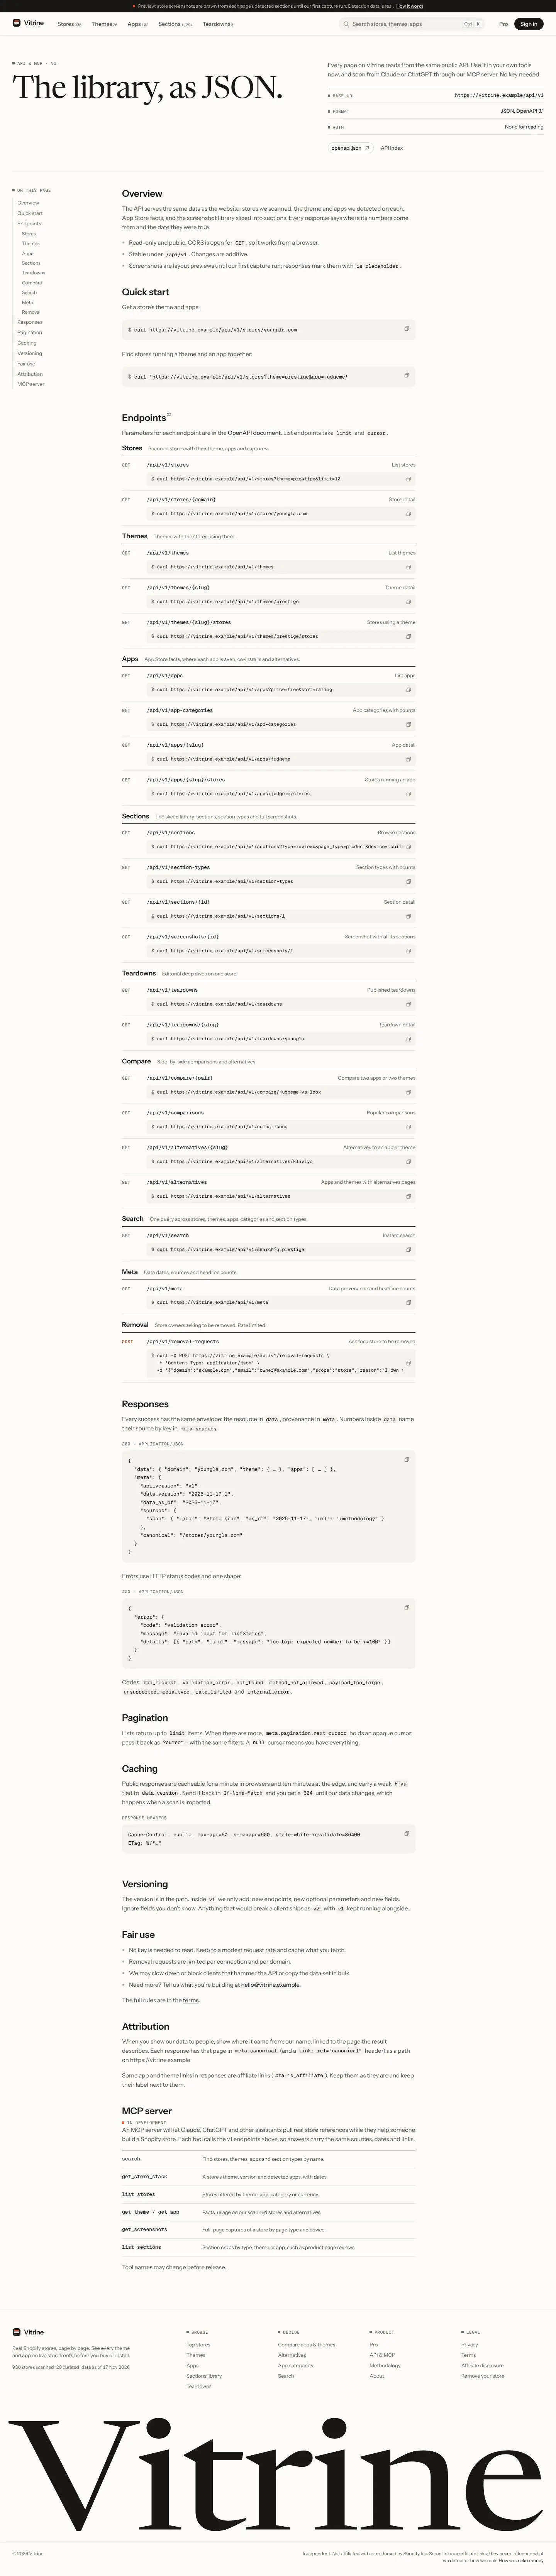 Preview: store screenshots are drawn from each page's detected sections until our first capture run. Detection data is real. How it works
Vitrine
Stores
Themes
Apps
Sections
Teardowns
Search stores, themes, apps
Ctrl K
Pro
Sign in
API & MCP · V1
The library, as JSON.
Every page on Vitrine reads from the same public API. Use it in your own tools
now, and soon from Claude or ChatGPT through our MCP server. No key needed.
BASE URL https://vitrine.example/api/v1
FORMAT JSON, OpenAPI 3.1
AUTH None for reading
openapi.json
API index
ON THIS PAGE
Overview
Quick start
Endpoints
Stores
Themes
Apps
Sections
Teardowns
Compare
Search
Meta
Removal
Responses
Pagination
Caching
Versioning
Fair use
Attribution
MCP server
Overview
The API serves the same data as the website: stores we scanned, the theme and apps we detected on each,
App Store facts, and the screenshot library sliced into sections. Every response says where its numbers come
from and the date they were true.
Read-only and public. CORS is open for GET, so it works from a browser.
Stable under /api/v1. Changes are additive.
Screenshots are layout previews until our first capture run; responses mark them with is_placeholder.
Quick start
Get a store's theme and apps:
$ curl https://vitrine.example/api/v1/stores/youngla.com
Find stores running a theme and an app together:
$ curl 'https://vitrine.example/api/v1/stores?theme=prestige&app=judgeme'
Endpoints 22
Parameters for each endpoint are in the OpenAPI document. List endpoints take limit and cursor.
Stores Scanned stores with their theme, apps and captures.
GET /api/v1/stores List stores
$ curl https://vitrine.example/api/v1/stores?theme=prestige&limit=12
GET /api/v1/stores/{domain} Store detail
$ curl https://vitrine.example/api/v1/stores/youngla.com
Themes Themes with the stores using them.
GET /api/v1/themes List themes
$ curl https://vitrine.example/api/v1/themes
GET /api/v1/themes/{slug} Theme detail
$ curl https://vitrine.example/api/v1/themes/prestige
GET /api/v1/themes/{slug}/stores Stores using a theme
$ curl https://vitrine.example/api/v1/themes/prestige/stores
Apps App Store facts, where each app is seen, co-installs and alternatives.
GET /api/v1/apps List apps
$ curl https://vitrine.example/api/v1/apps?price=free&sort=rating
GET /api/v1/app-categories App categories with counts
$ curl https://vitrine.example/api/v1/app-categories
GET /api/v1/apps/{slug} App detail
$ curl https://vitrine.example/api/v1/apps/judgeme
GET /api/v1/apps/{slug}/stores Stores running an app
$ curl https://vitrine.example/api/v1/apps/judgeme/stores
Sections The sliced library: sections, section types and full screenshots.
GET /api/v1/sections Browse sections
$ curl https://vitrine.example/api/v1/sections?type=reviews&page_type=product&device=mobile
GET /api/v1/section-types Section types with counts
$ curl https://vitrine.example/api/v1/section-types
GET /api/v1/sections/{id} Section detail
$ curl https://vitrine.example/api/v1/sections/1
GET /api/v1/screenshots/{id} Screenshot with all its sections
$ curl https://vitrine.example/api/v1/screenshots/1
Teardowns Editorial deep dives on one store.
GET /api/v1/teardowns Published teardowns
$ curl https://vitrine.example/api/v1/teardowns
GET /api/v1/teardowns/{slug} Teardown detail
$ curl https://vitrine.example/api/v1/teardowns/youngla
Compare Side-by-side comparisons and alternatives.
GET /api/v1/compare/{pair} Compare two apps or two themes
$ curl https://vitrine.example/api/v1/compare/judgeme-vs-loox
GET /api/v1/comparisons Popular comparisons
$ curl https://vitrine.example/api/v1/comparisons
GET /api/v1/alternatives/{slug} Alternatives to an app or theme
$ curl https://vitrine.example/api/v1/alternatives/klaviyo
GET /api/v1/alternatives Apps and themes with alternatives pages
$ curl https://vitrine.example/api/v1/alternatives
Search One query across stores, themes, apps, categories and section types.
GET /api/v1/search Instant search
$ curl https://vitrine.example/api/v1/search?q=prestige
Meta Data dates, sources and headline counts.
GET /api/v1/meta Data provenance and headline counts
$ curl https://vitrine.example/api/v1/meta
Removal Store owners asking to be removed. Rate limited.
POST /api/v1/removal-requests Ask for a store to be removed
$ curl -X POST https://vitrine.example/api/v1/removal-requests \
-H 'Content-Type: application/json' \
-d '{"domain":"example.com","email":"owner@example.com","scope":"store","reason":"I own
Responses
Every success has the same envelope: the resource in data, provenance in meta. Numbers inside data name
their source by key in meta.sources.
200 · APPLICATION/JSON
{
"data": { "domain": "youngla.com", "theme": { … }, "apps": [ … ] },
"meta": {
"api_version": "v1",
"data_version": "2026-11-17.1",
"data_as_of": "2026-11-17",
"sources": {
"scan": { "label": "Store scan", "as_of": "2026-11-17", "url": "/methodology" }
},
"canonical": "/stores/youngla.com"
}
}
Errors use HTTP status codes and one shape:
400 · APPLICATION/JSON
{
"error": {
"code": "validation_error",
"message": "Invalid input for listStores",
"details": [{ "path": "limit", "message": "Too big: expected number to be <=100" }]
}
}
Codes: bad_request, validation_error, not_found, method_not_allowed, payload_too_large,
unsupported_media_type, rate_limited and internal_error.
Pagination
Lists return up to limit items. When there are more, meta.pagination.next_cursor holds an opaque cursor:
pass it back as ?cursor= with the same filters. A null cursor means you have everything.
Caching
Public responses are cacheable for a minute in browsers and ten minutes at the edge, and carry a weak ETag
tied to data_version. Send it back in If-None-Match and you get a 304 until our data changes, which
happens when a scan is imported.
RESPONSE HEADERS
Cache-Control: public, max-age=60, s-maxage=600, stale-while-revalidate=86400
ETag: W/"…"
Versioning
The version is in the path. Inside v1 we only add: new endpoints, new optional parameters and new fields.
Ignore fields you don't know. Anything that would break a client ships as v2, with v1 kept running alongside.
Fair use
No key is needed to read. Keep to a modest request rate and cache what you fetch.
Removal requests are limited per connection and per domain.
We may slow down or block clients that hammer the API or copy the data set in bulk.
Need more? Tell us what you're building at hello@vitrine.example.
The full rules are in the terms.
Attribution
When you show our data to people, show where it came from: our name, linked to the page the result
describes. Each response has that page in meta.canonical (and a Link: rel="canonical" header) as a path
on https://vitrine.example.
Some app and theme links in responses are affiliate links (cta.is_affiliate). Keep them as they are and keep
their label next to them.
MCP server
IN DEVELOPMENT
An MCP server will let Claude, ChatGPT and other assistants pull real store references while they help someone
build a Shopify store. Each tool calls the v1 endpoints above, so answers carry the same sources, dates and links.
search Find stores, themes, apps and section types by name.
get_store_stack A store's theme, version and detected apps, with dates.
list_stores Stores filtered by theme, app, category or currency.
get_theme / get_app Facts, usage on our scanned stores and alternatives.
get_screenshots Full-page captures of a store by page type and device.
list_sections Section crops by type, theme or app, such as product page reviews.
Tool names may change before release.
Vitrine
Real Shopify stores, page by page. See every theme
and app on live storefronts before you buy or install.
BROWSE
Top stores
Themes
Apps
Sections library
Teardowns
DECIDE
Compare apps & themes
Alternatives
App categories
Search
PRODUCT
Pro
API & MCP
Methodology
About
LEGAL
Privacy
Terms
Affiliate disclosure
Remove your store
Vitrine
© 2026 Vitrine
Independent. Not affiliated with or endorsed by Shopify Inc. Some links are affiliate links; they never influence what
we detect or how we rank. How we make money